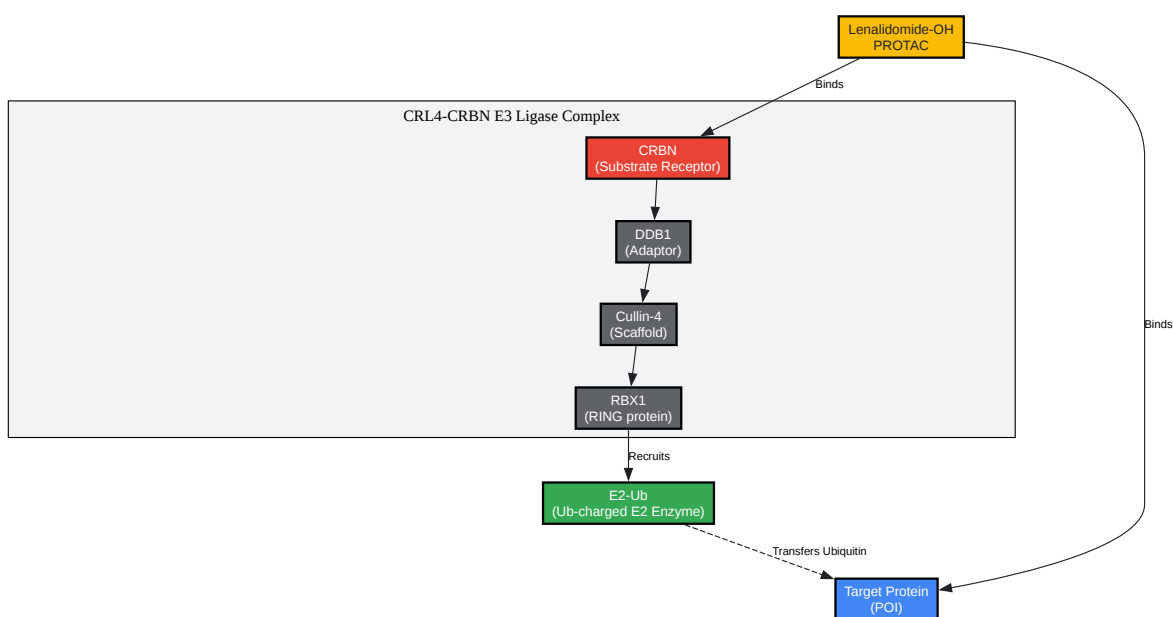 Lenalidomide-OH
PROTAC
Binds
CRL4-CRBN E3 Ligase Complex
CRBN
(Substrate Receptor)
DDB1
(Adaptor)
Cullin-4
(Scaffold)
Binds
RBX1
(RING protein)
Recruits
E2-Ub
(Ub-charged E2 Enzyme)
Transfers Ubiquitin
Target Protein
(POI)